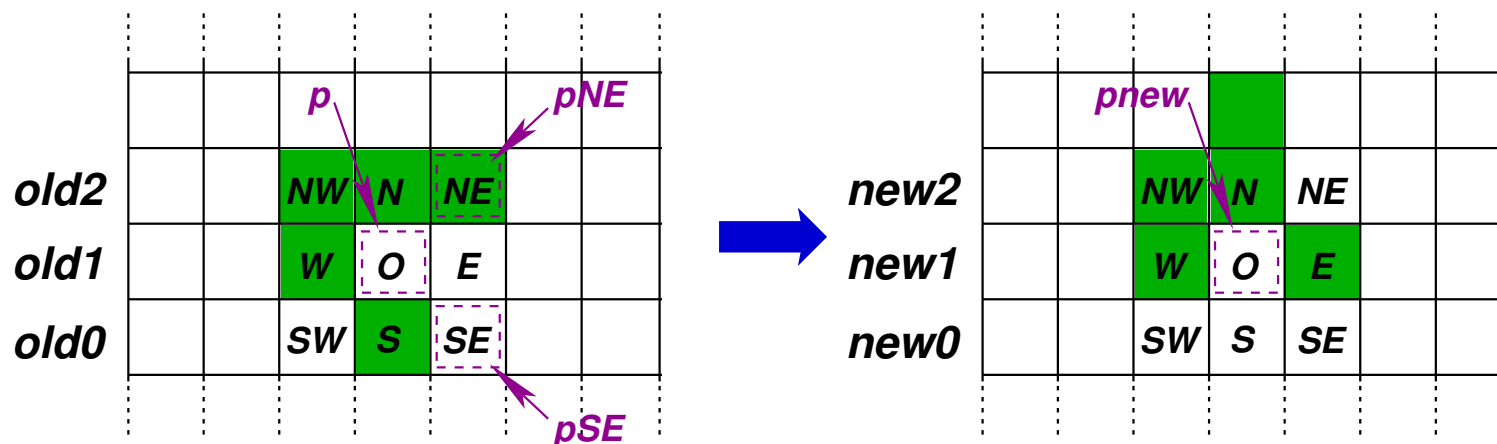 p pNE pnew
old2 NW N NE new2 NW N NE
old1 W O E new1 W O E
old0 SW S SE new0 SW S SE
pSE